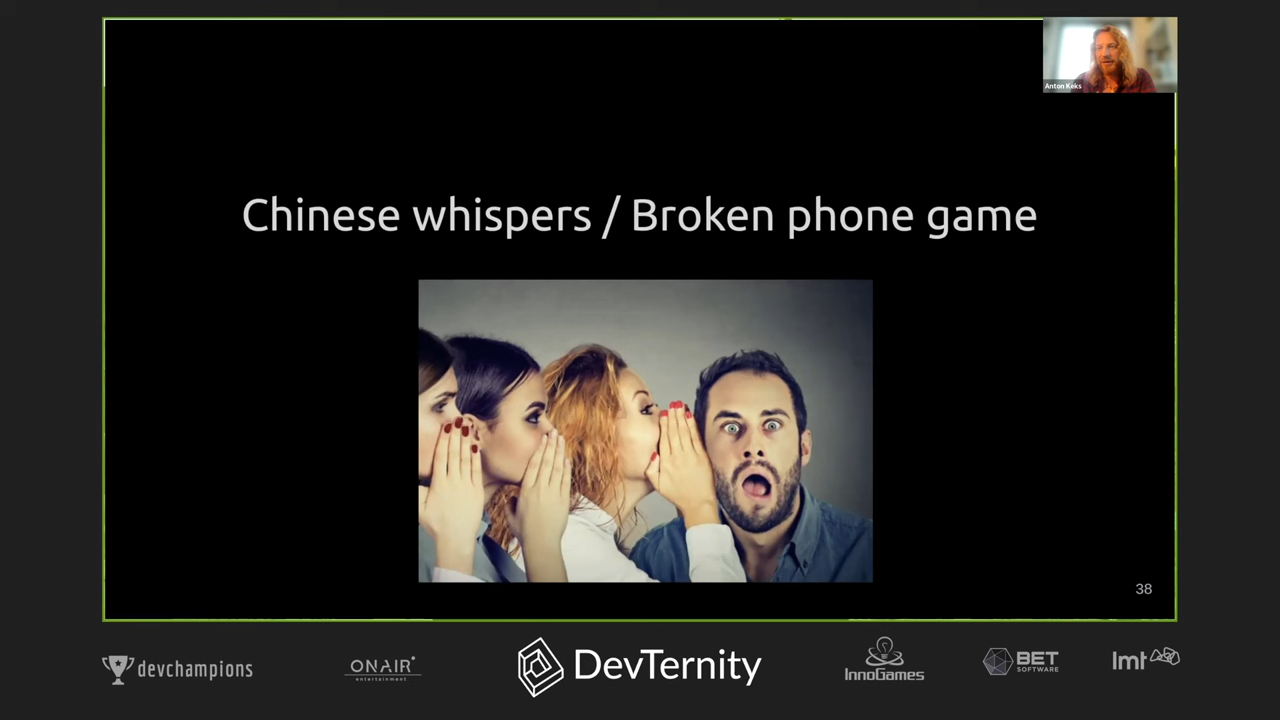 Anton Keks
Chinese whispers / Broken phone game
38
devchampions
ONAIR
entertainment
DevTernity
InnoGames
BET
SOFTWARE
lmt